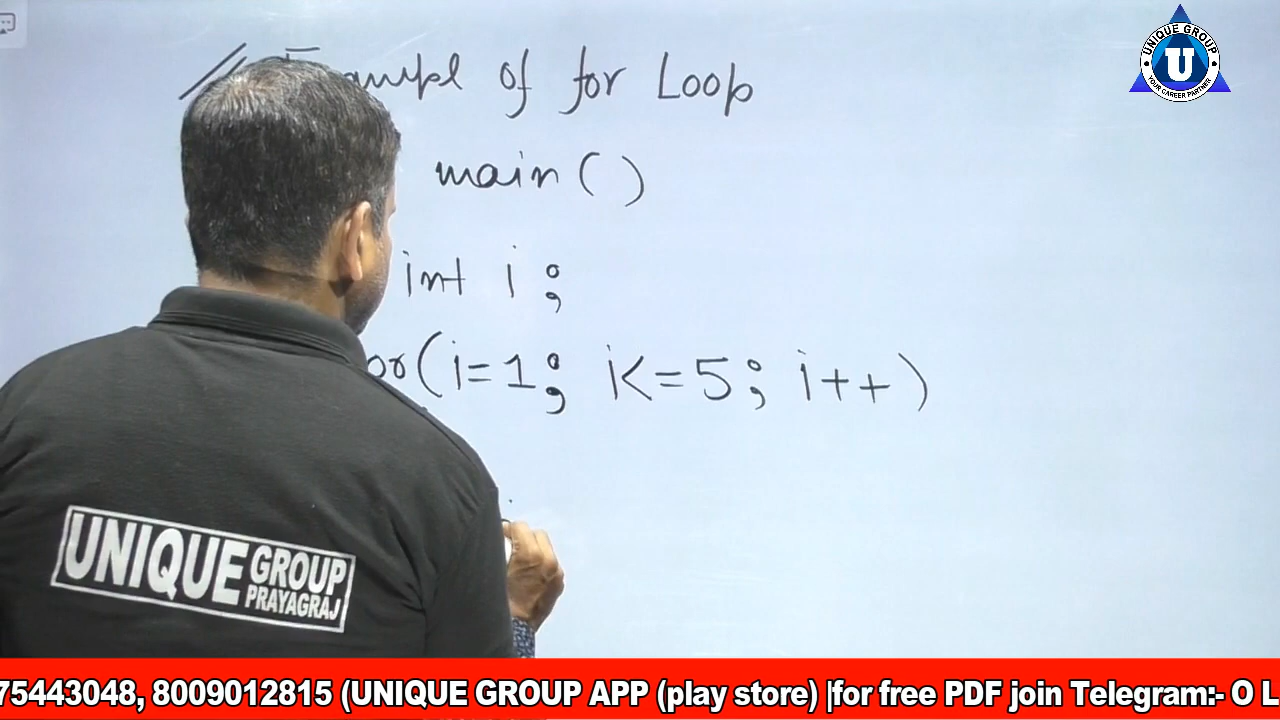 // Exampl of for Loop
main ( )
int i ;
or ( i = 1 ; i <= 5 ; i ++ )
UNIQUE GROUP
YOUR CAREER PARTNER
U
UNIQUE GROUP
PRAYAGRAJ
75443048, 8009012815 (UNIQUE GROUP APP (play store) |for free PDF join Telegram:- O L